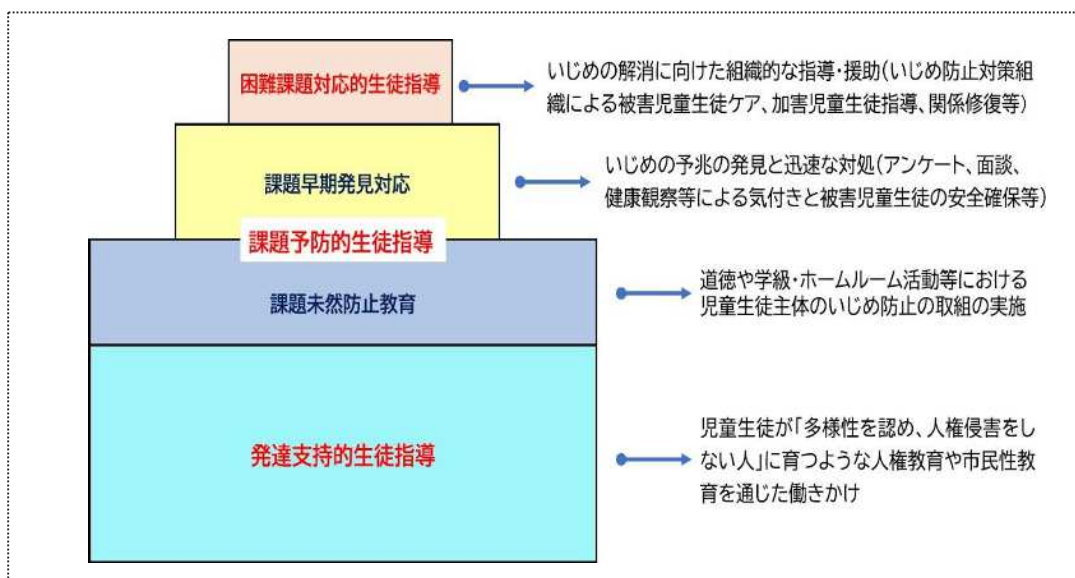 困難課題対応的生徒指導
いじめの解消に向けた組織的な指導・援助(いじめ防止対策組
織による被害児童生徒ケア、加害児童生徒指導、関係修復等)
課題早期発見対応
いじめの予兆の発見と迅速な対処(アンケート、面談、
健康観察等による気付きと被害児童生徒の安全確保等)
課題予防的生徒指導
課題未然防止教育
道徳や学級・ホームルーム活動等における
児童生徒主体のいじめ防止の取組の実施
発達支持的生徒指導
児童生徒が「多様性を認め、人権侵害をし
ない人」に育つような人権教育や市民性教
育を通じた働きかけ